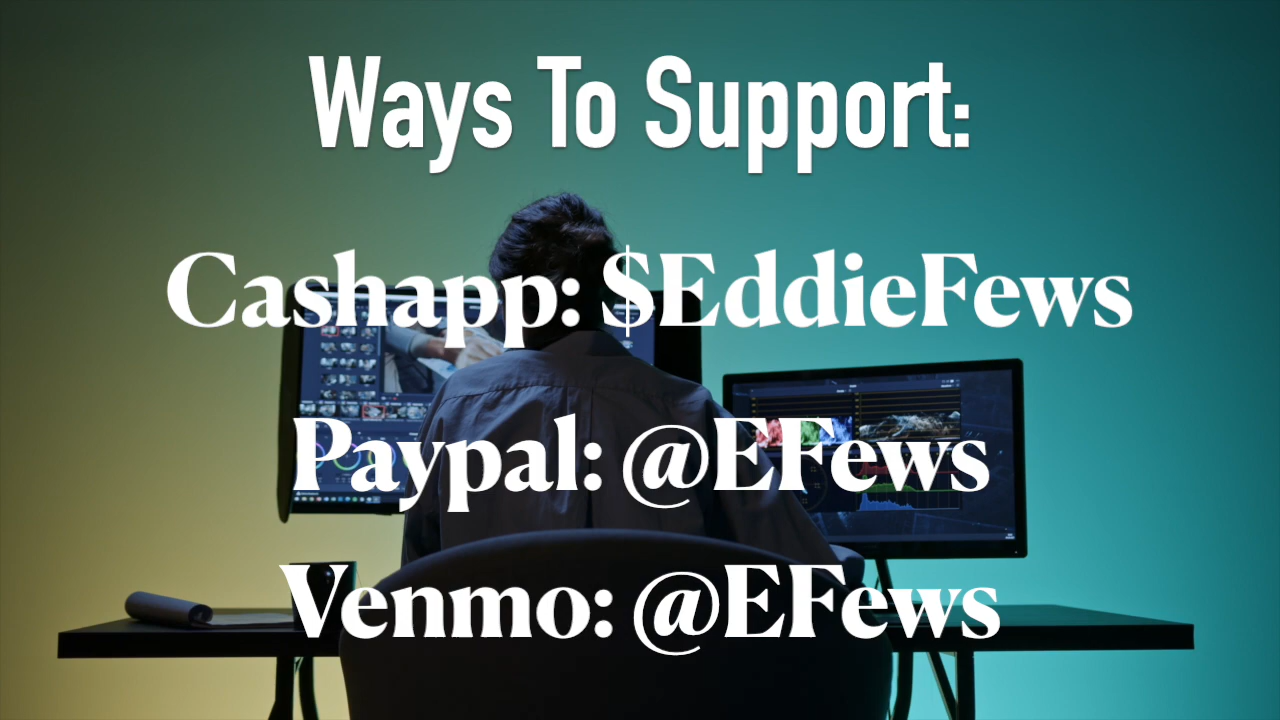 Ways To Support:
Cashapp: $EddieFews
Paypal: @EFews
Venmo: @EFews